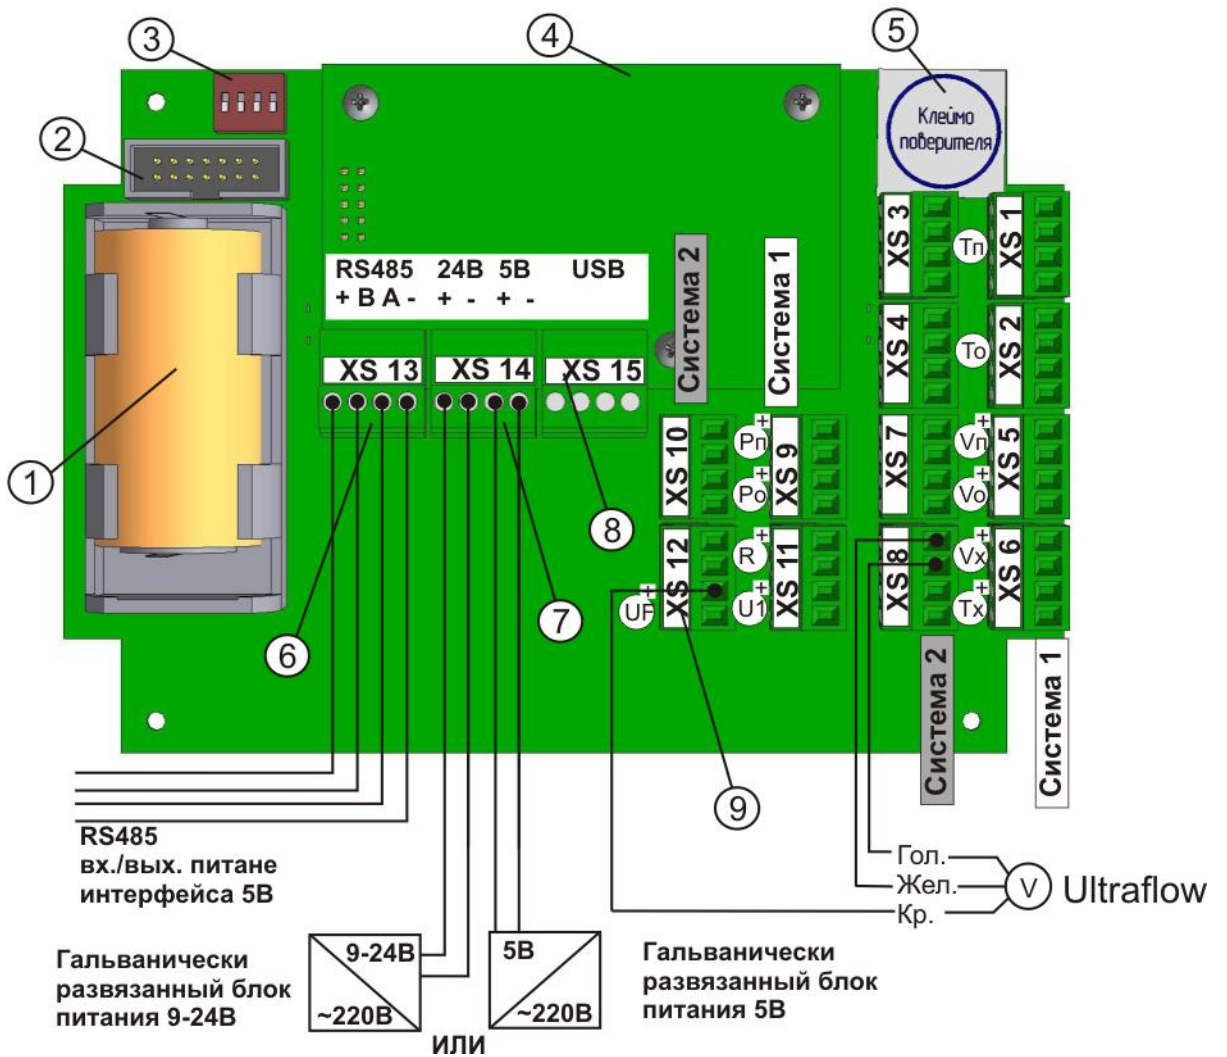 3
4
5
Клеймо
поверителя
2
XS 3
Тп
XS 1
RS485 24В 5В USB
+ В А - + - + -
Система 2
Система 1
XS 4
То
XS 2
XS 13
XS 14
XS 15
1
XS 10
+
Рп
+
Ро
XS 9
XS 7
+
Vп
+
Vо
XS 5
8
6
7
+
UF
XS 12
+
R
+
U1
XS 11
XS 8
+
Vх
+
Тх
XS 6
Система 2
Система 1
9
RS485
вх./вых. питане
интерфейса 5В
Гол.
Жел.
Кр.
V
Ultraflow
Гальванически
развязанный блок
питания 9-24В
9-24В
~220В
ИЛИ
5В
~220В
Гальванически
развязанный блок
питания 5В